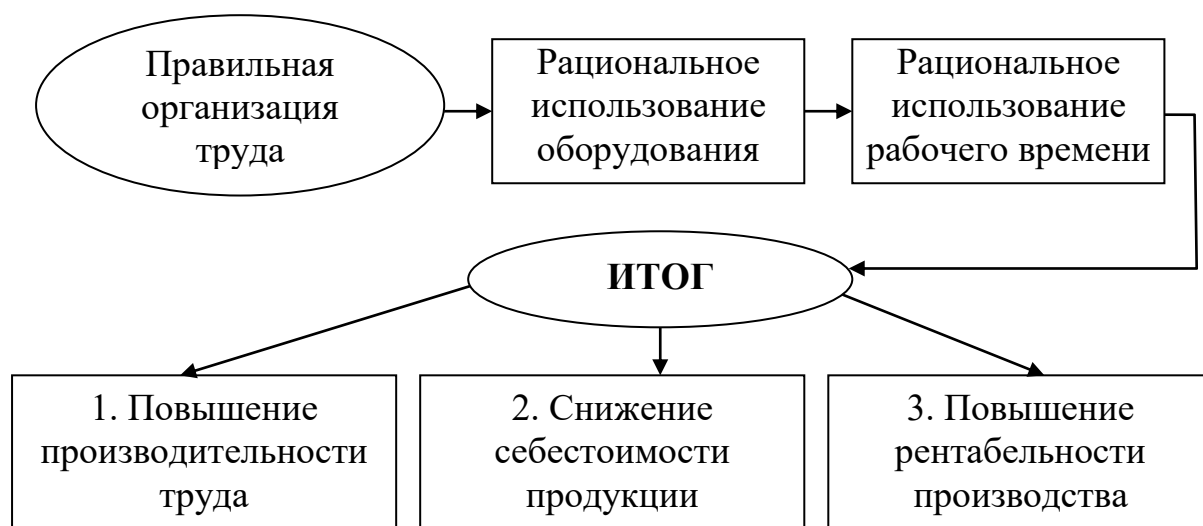 Правильная
организация
труда
Рациональное
использование
оборудования
Рациональное
использование
рабочего времени
ИТОГ
1. Повышение
производительности
труда
2. Снижение
себестоимости
продукции
3. Повышение
рентабельности
производства